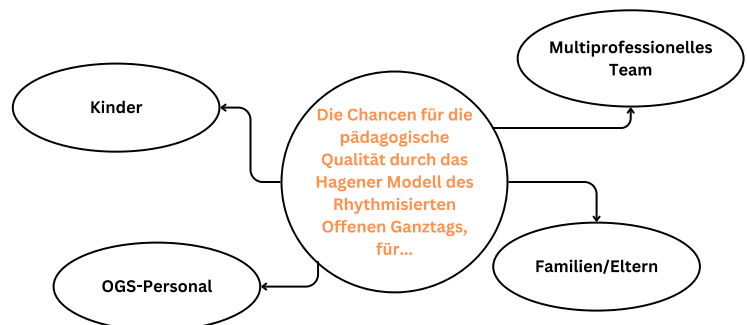 Multiprofessionelles
Team
Kinder
Die Chancen für die
pädagogische
Qualität durch das
Hagener Modell des
Rhythmisierten
Offenen Ganztags,
für...
Familien/Eltern
OGS-Personal